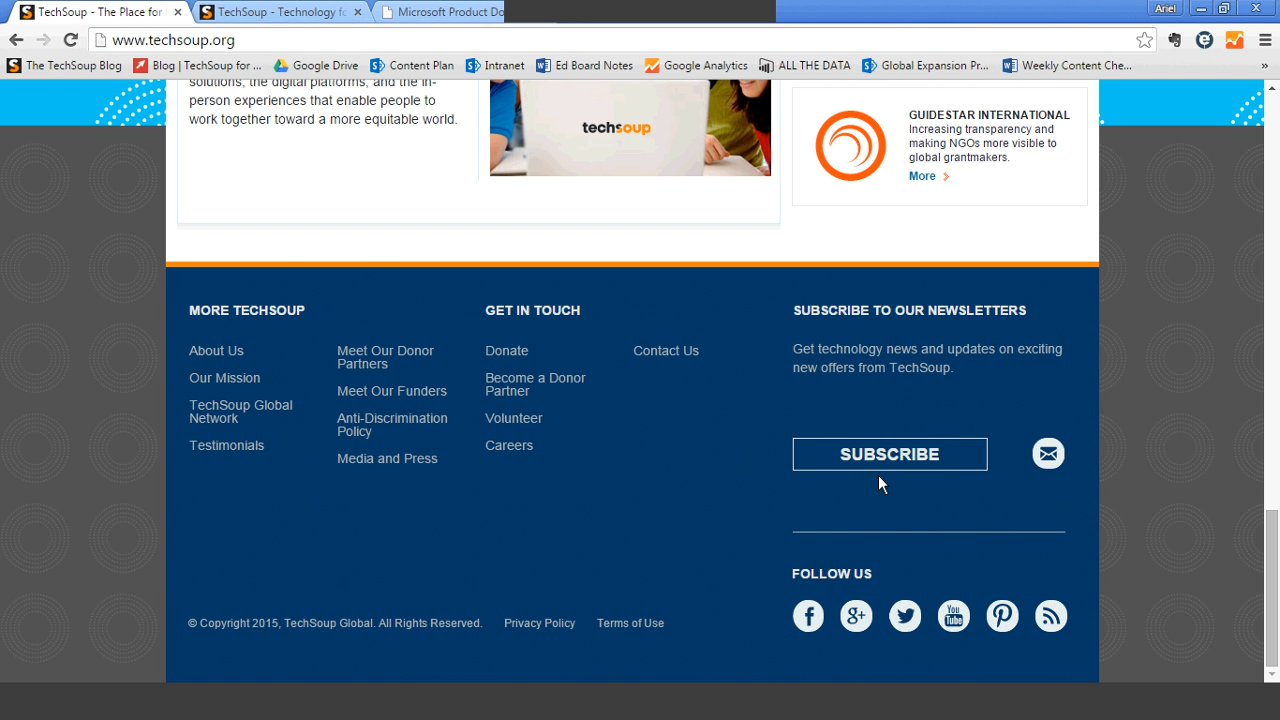 TechSoup - The Place for
TechSoup - Technology for
Microsoft Product Do
Ariel
www.techsoup.org
The TechSoup Blog
Blog | TechSoup for ...
Google Drive
Content Plan
Intranet
Ed Board Notes
Google Analytics
ALL THE DATA
Global Expansion Pr...
Weekly Content Che...
»
solutions, the digital platforms, and the in-
person experiences that enable people to
work together toward a more equitable world.
techsoup
GUIDESTAR INTERNATIONAL
Increasing transparency and
making NGOs more visible to
global grantmakers.
More
MORE TECHSOUP
About Us
Our Mission
TechSoup Global
Network
Testimonials
Meet Our Donor
Partners
Meet Our Funders
Anti-Discrimination
Policy
Media and Press
GET IN TOUCH
Donate
Become a Donor
Partner
Volunteer
Careers
Contact Us
SUBSCRIBE TO OUR NEWSLETTERS
Get technology news and updates on exciting
new offers from TechSoup.
SUBSCRIBE
FOLLOW US
f
g+
You
Tube
© Copyright 2015, TechSoup Global. All Rights Reserved.
Privacy Policy
Terms of Use